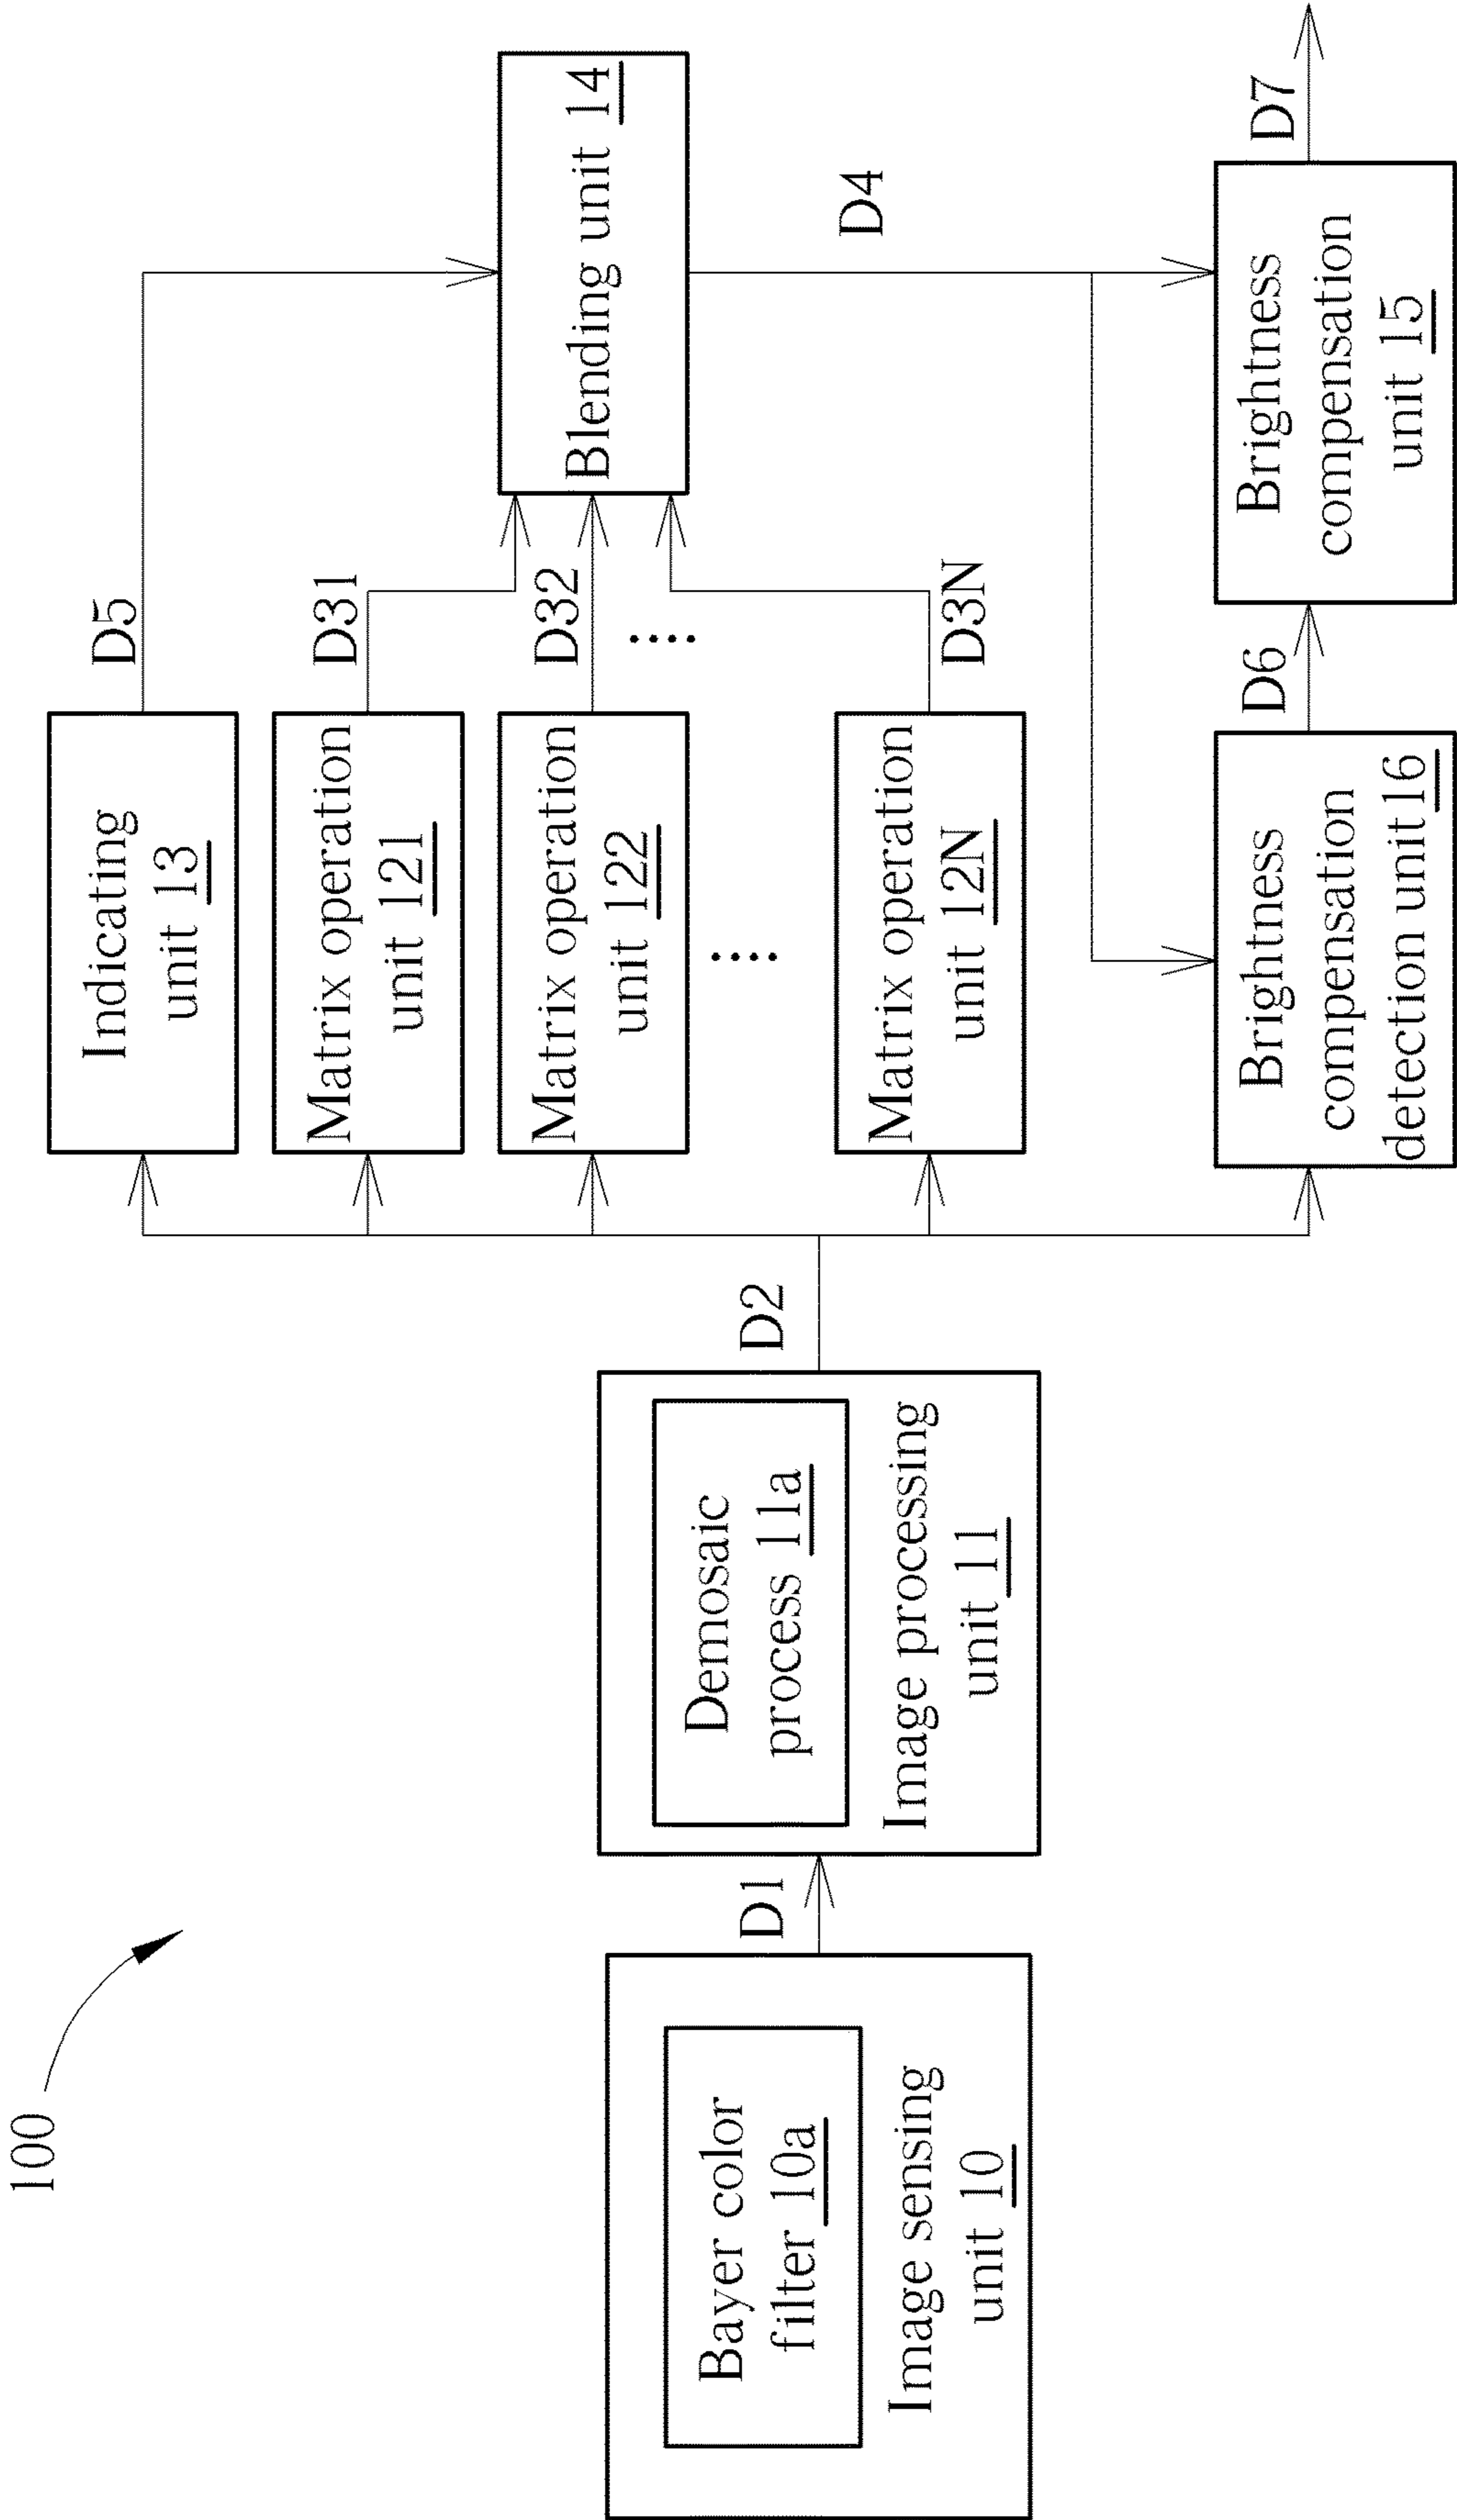 100
Bayer color
filter 10a
Image sensing
unit 10
D1
Demosaic
process 11a
Image processing
unit 11
D2
Indicating
unit 13
D5
Matrix operation
unit 121
D31
Matrix operation
unit 122
D32
....
....
Matrix operation
unit 12N
D3N
Blending unit 14
D4
Brightness
compensation
detection unit 16
D6
Brightness
compensation
unit 15
D7